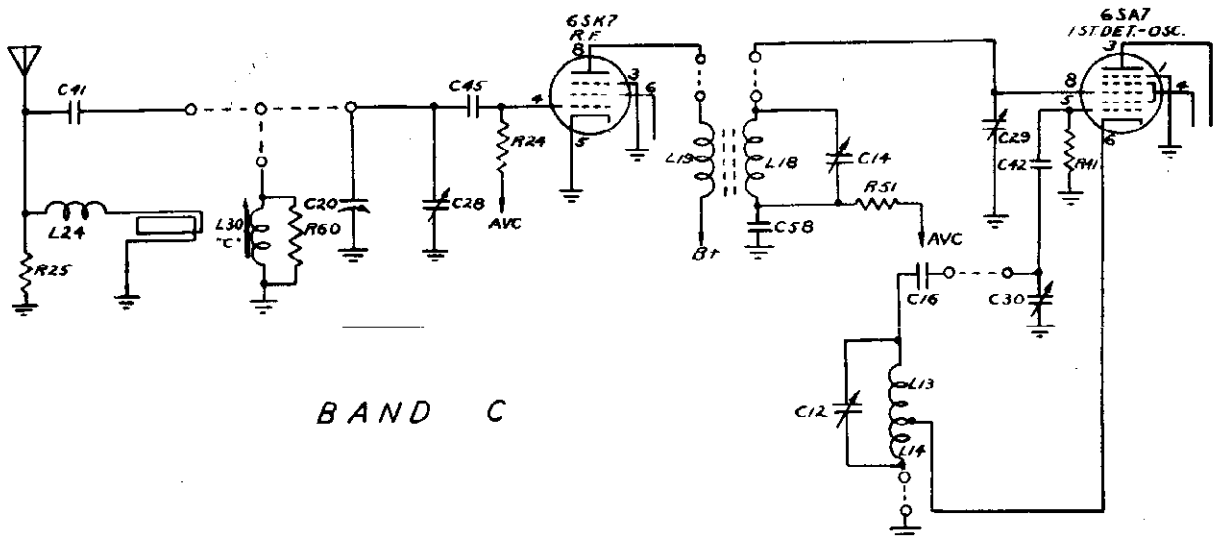 6SK7
R.F.
8
3
6
4
5
6SA7
1ST DET.-OSC.
3
1
4
8
5
6
C41
C45
R24
AVC
C29
C42
R41
L19
L18
C14
R51
L24
L30
"C"
R60
C20
C28
C58
B+
AVC
R25
C16
C30
BAND C
C12
L13
L14